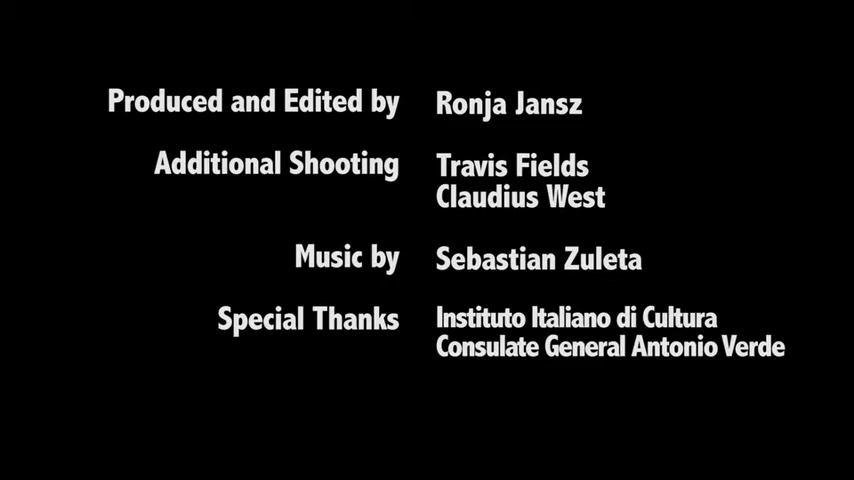 Produced and Edited by Ronja Jansz
Additional Shooting Travis Fields
Claudius West
Music by Sebastian Zuleta
Special Thanks Instituto Italiano di Cultura
Consulate General Antonio Verde